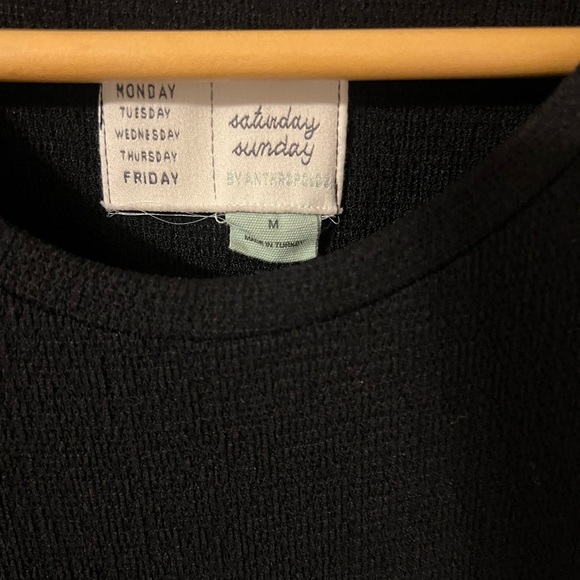 MONDAY
TUESDAY
WEDNESDAY
THURSDAY
FRIDAY
saturday
sunday
BY ANTHROPOLOGIE
M
MADE IN TURKEY